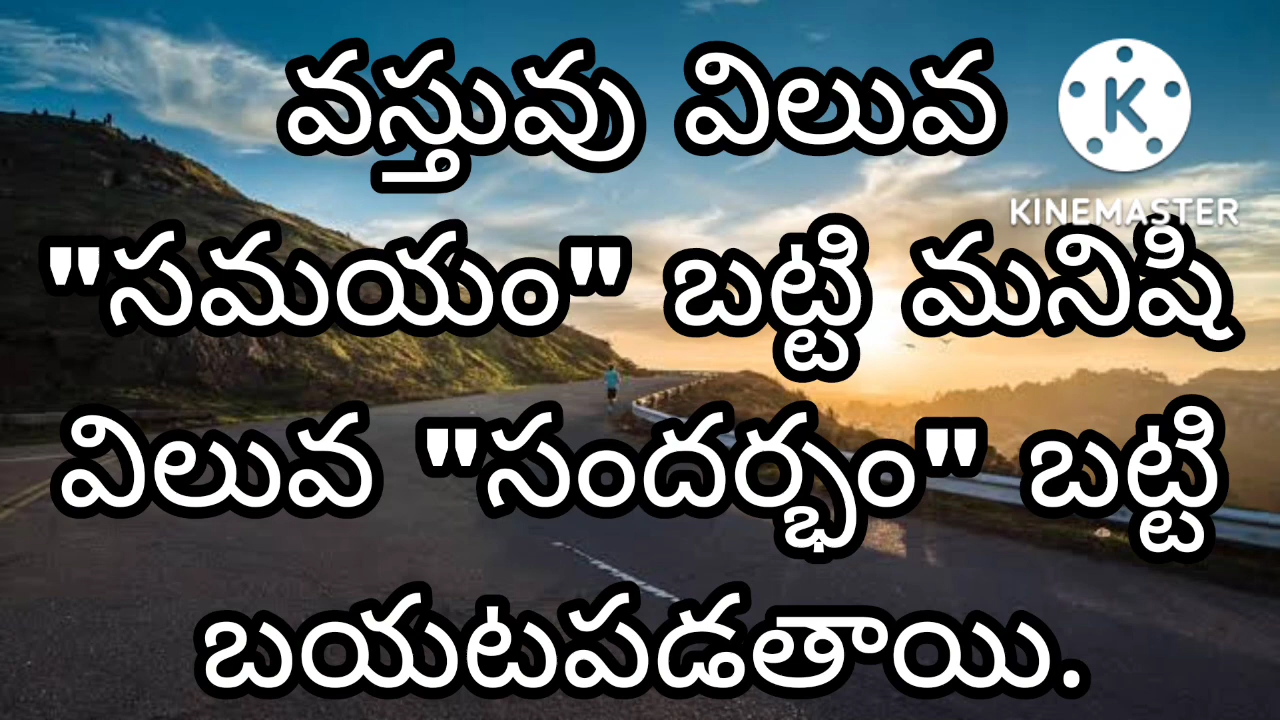 వస్తువు విలువ
K
KINEMASTER
"సమయం" బట్టి మనిషి
విలువ "సందర్భం" బట్టి
బయటపడతాయి.